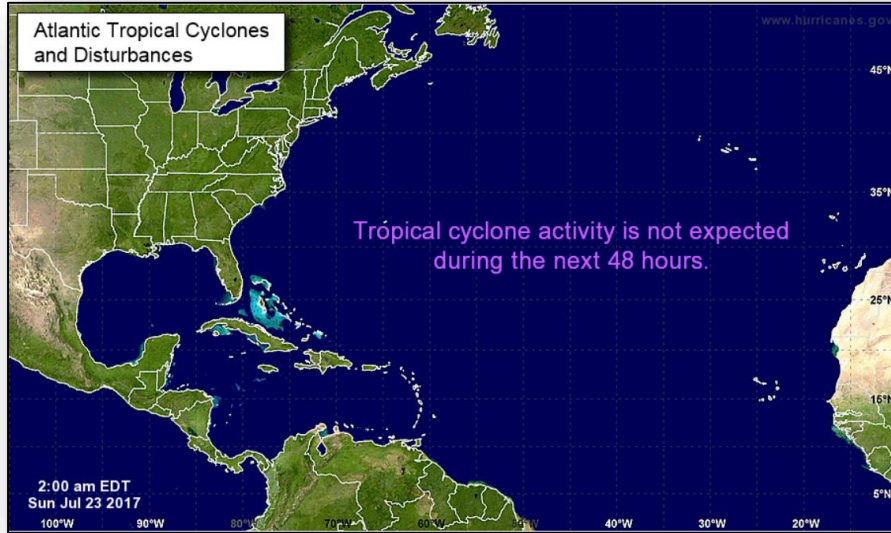 Atlantic Tropical Cyclones
and Disturbances
www.hurricanes.gov
45°N
35°N
Tropical cyclone activity is not expected
during the next 48 hours.
25°N
15°N
2:00 am EDT
Sun Jul 23 2017
5°N
100°W 90°W 80°W 70°W 60°W 50°W 30°W 20°W